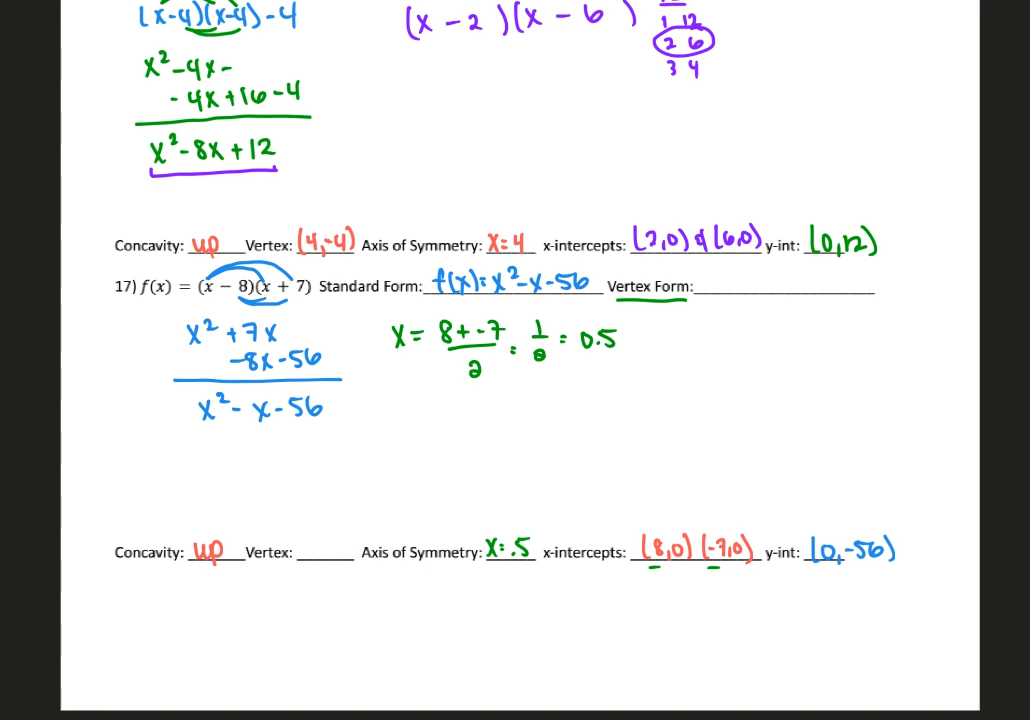 (x-4)(x-4)-4
(x-2)(x-6)
1 12
2 6
3 4
x²-4x-
-4x+16-4
x²-8x+12
Concavity: up Vertex: (4,-4) Axis of Symmetry: x=4 x-intercepts: (2,0) & (6,0) y-int: (0,12)
17) f(x) = (x − 8)(x + 7) Standard Form: f(x)=x²-x-56 Vertex Form:
x²+7x
-8x-56
x²-x-56
x = 8+-7/2 = 1/2 = 0.5
Concavity: up Vertex: Axis of Symmetry: x=.5 x-intercepts: (8,0) (-7,0) y-int: (0,-56)